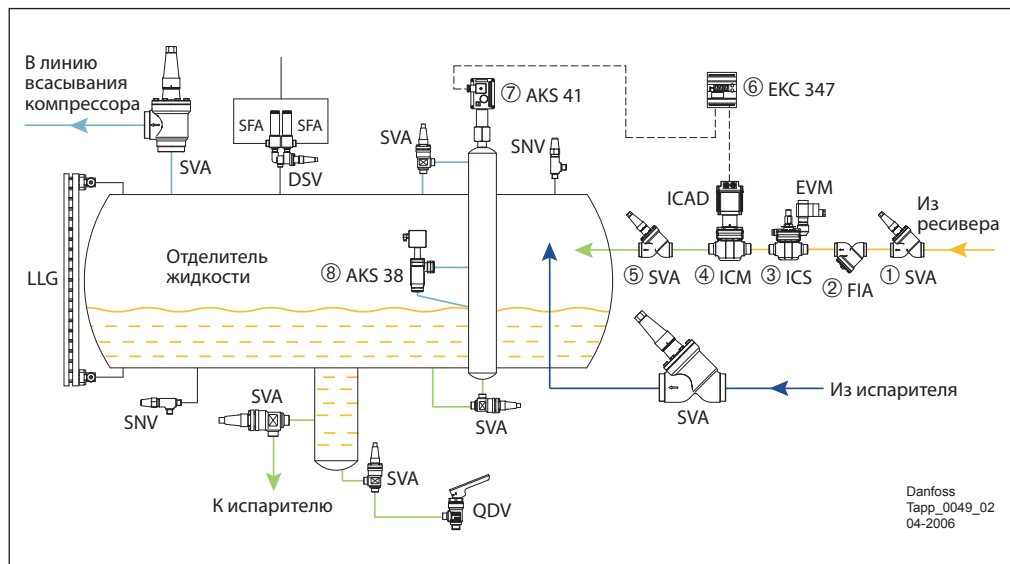 В линию
всасывания
компрессора
SVA
SFA
SFA
DSV
⑦ AKS 41
SVA
SNV
⑥ EKC 347
ICAD
EVM
Из
ресивера
LLG
Отделитель
жидкости
⑧ AKS 38
⑤ SVA
④ ICM
③ ICS
② FIA
① SVA
Из испарителя
SVA
SNV
SVA
SVA
К испарителю
SVA
QDV
Danfoss
Tapp_0049_02
04-2006